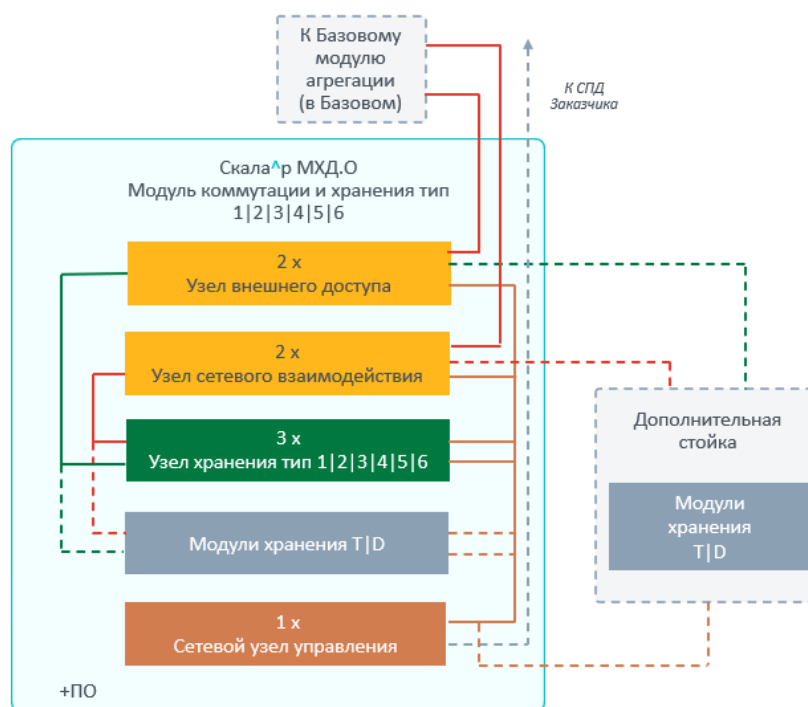 К Базовому
модулю
агрегации
(в Базовом)
К СПД
Заказчика
Скала^р МХД.О
Модуль коммутации и хранения тип
1|2|3|4|5|6
2 x
Узел внешнего доступа
2 x
Узел сетевого взаимодействия
3 x
Узел хранения тип 1|2|3|4|5|6
Модули хранения T|D
1 x
Сетевой узел управления
+ПО
Дополнительная
стойка
Модули
хранения
T|D